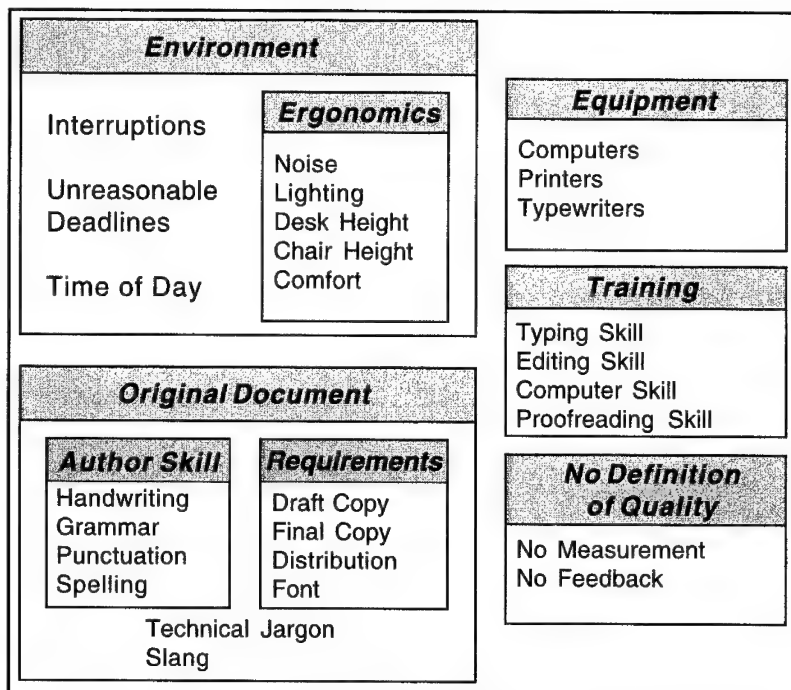 Environment
Interruptions
Unreasonable
Deadlines
Time of Day
Ergonomics
Noise
Lighting
Desk Height
Chair Height
Comfort
Original Document
Author Skill
Handwriting
Grammar
Punctuation
Spelling
Requirements
Draft Copy
Final Copy
Distribution
Font
Technical Jargon
Slang
Equipment
Computers
Printers
Typewriters
Training
Typing Skill
Editing Skill
Computer Skill
Proofreading Skill
No Definition
of Quality
No Measurement
No Feedback